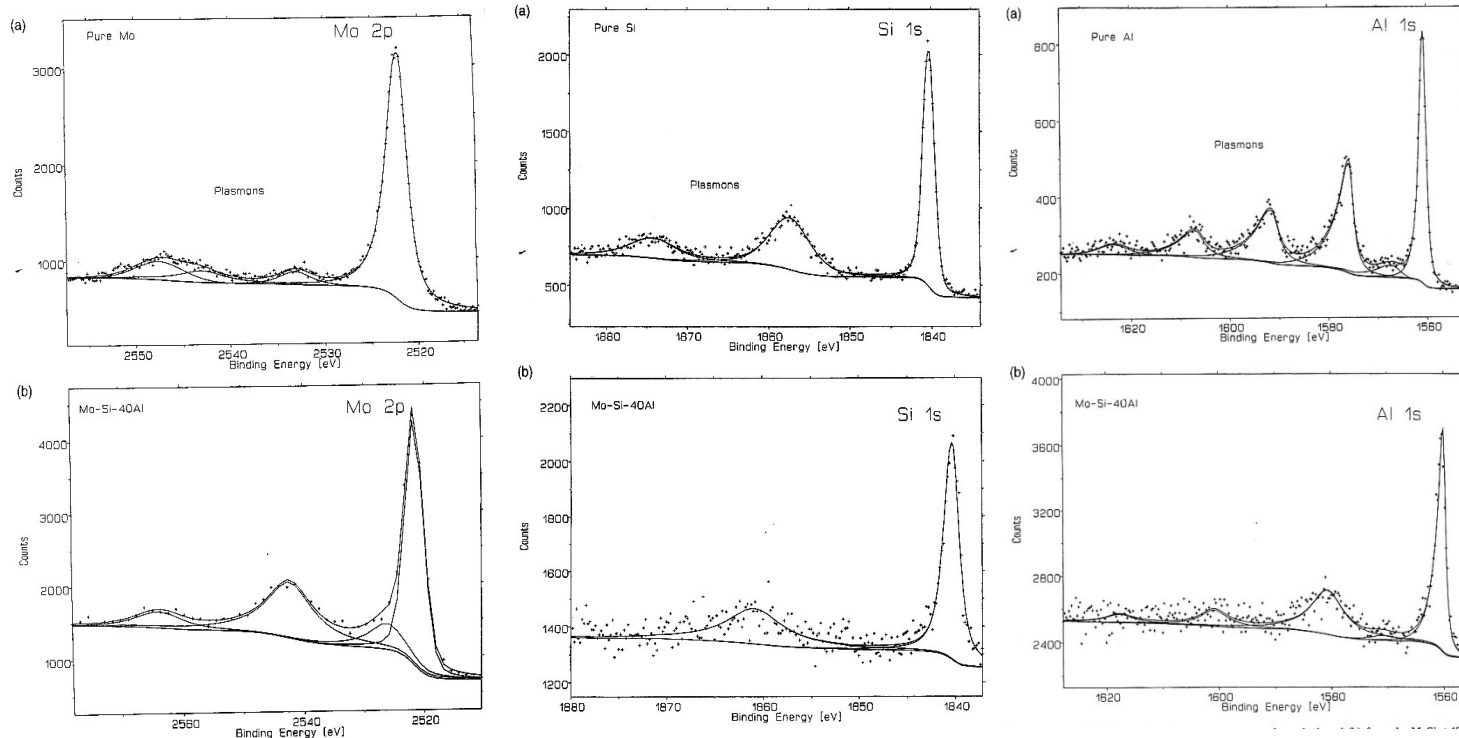 (a)
Pure Mo
Mo 2p
3000
2000
1000
Counts
Plasmons
2550
2540
2530
2520
Binding Energy [eV]
(a)
Pure Si
Si 1s
2000
1500
1000
500
Counts
Plasmons
1880
1870
1860
1850
1840
Binding Energy [eV]
(a)
Pure Al
Al 1s
800
600
400
200
Counts
Plasmons
1620
1600
1580
1560
Binding Energy [eV]
(b)
Mo-Si-40Al
Mo 2p
4000
3000
2000
1000
Counts
2560
2540
2520
Binding Energy [eV]
(b)
Mo-Si-40Al
Si 1s
2200
2000
1800
1600
1400
1200
Counts
1880
1870
1860
1850
1840
Binding Energy [eV]
(b)
Mo-Si-40Al
Al 1s
4000
3600
3200
2800
2400
Counts
1620
1600
1580
1560
Binding Energy [eV]